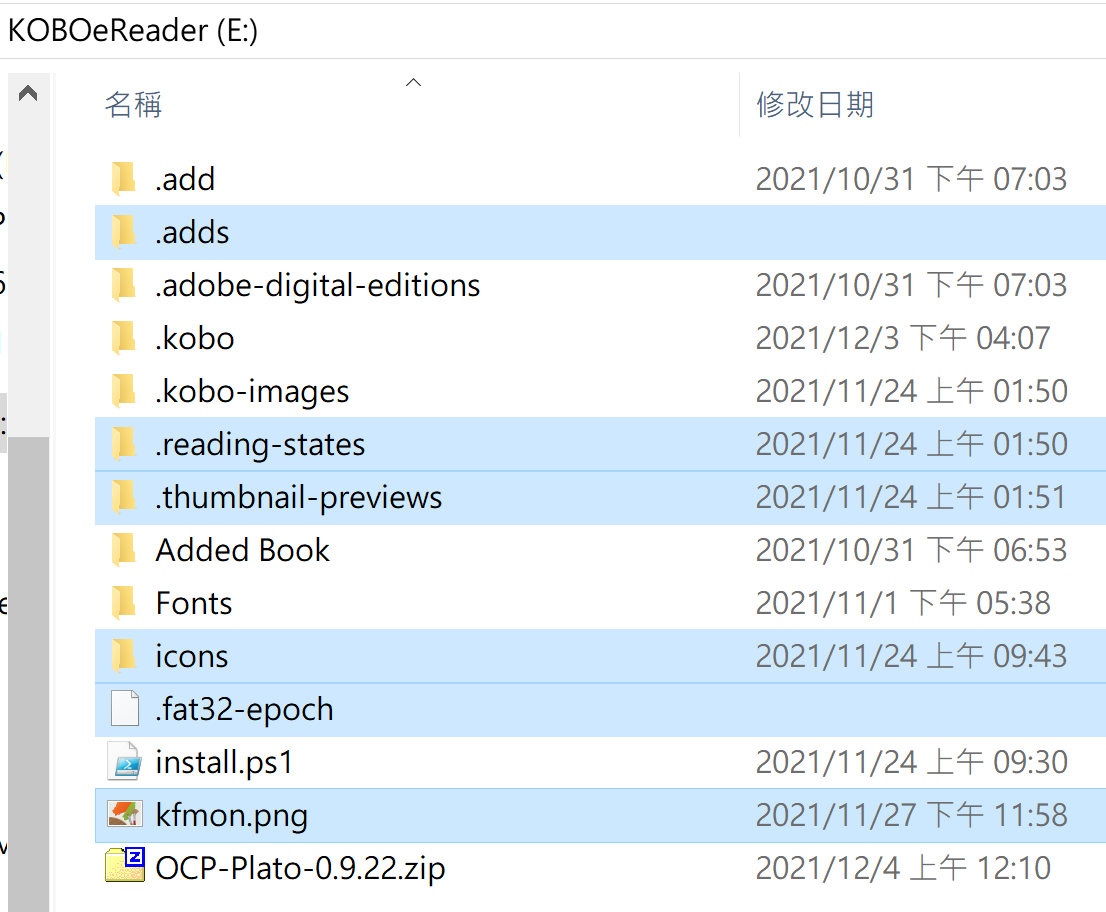 KOBOeReader (E:)
名稱 修改日期
.add 2021/10/31 下午 07:03
.adds
.adobe-digital-editions 2021/10/31 下午 07:03
.kobo 2021/12/3 下午 04:07
.kobo-images 2021/11/24 上午 01:50
.reading-states 2021/11/24 上午 01:50
.thumbnail-previews 2021/11/24 上午 01:51
Added Book 2021/10/31 下午 06:53
Fonts 2021/11/1 下午 05:38
icons 2021/11/24 上午 09:43
.fat32-epoch
install.ps1 2021/11/24 上午 09:30
kfmon.png 2021/11/27 下午 11:58
OCP-Plato-0.9.22.zip 2021/12/4 上午 12:10